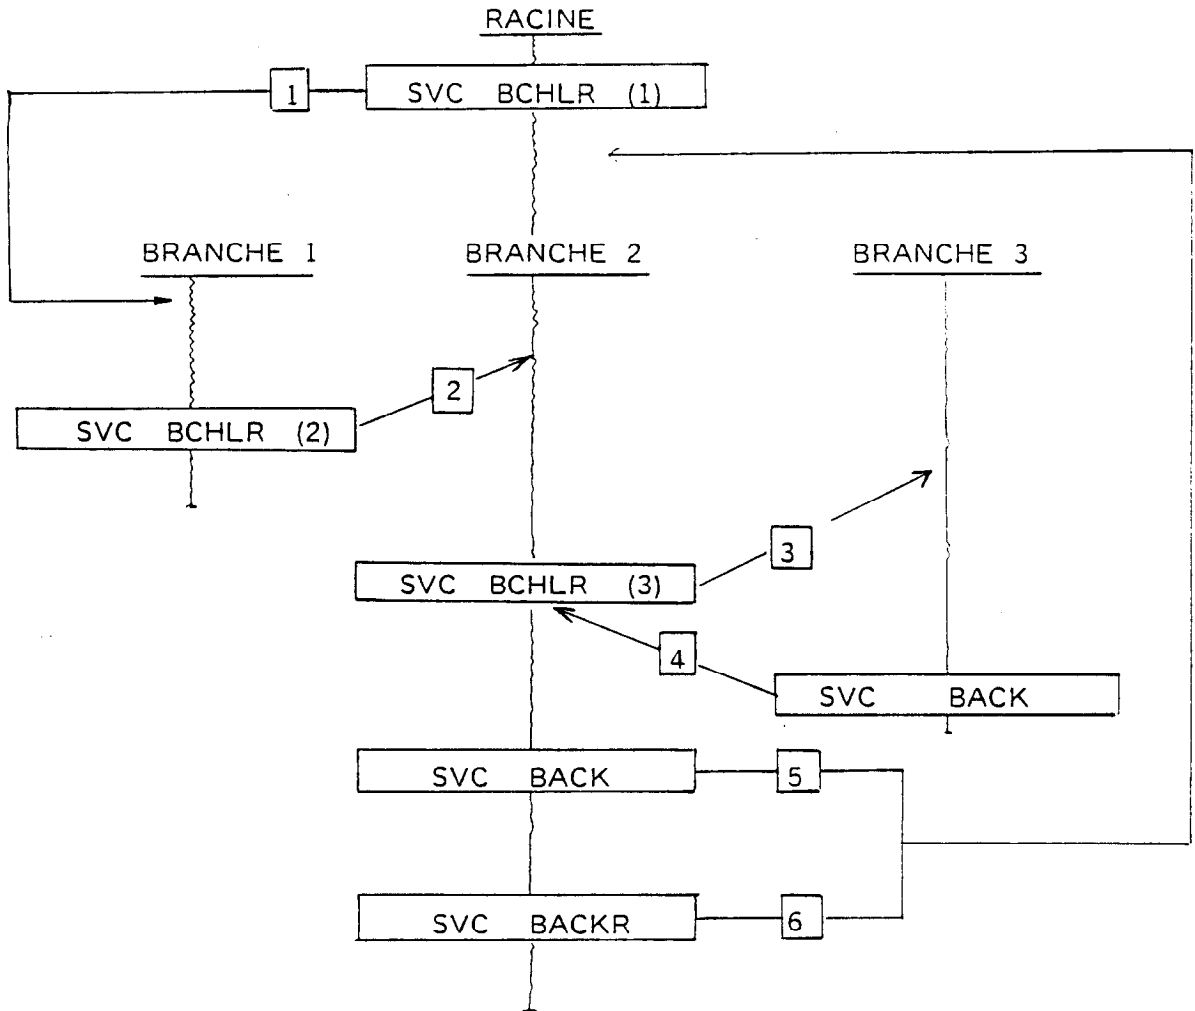 RACINE
1
SVC BCHLR (1)
BRANCHE 1
BRANCHE 2
BRANCHE 3
2
SVC BCHLR (2)
3
SVC BCHLR (3)
4
SVC BACK
SVC BACK
5
SVC BACKR
6